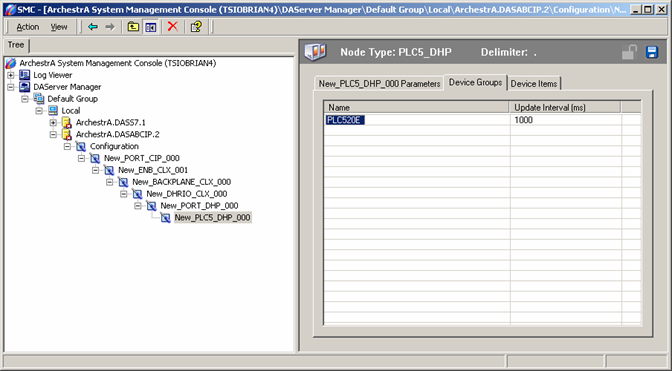 SMC - [ArchestrA System Management Console (TSIOBRIAN4)\DAServer Manager\Default Group\Local\ArchestrA.DASABCIP.2\Configuration\N...
Action View
Tree
ArchestrA System Management Console (TSIOBRIAN4)
Log Viewer
DAServer Manager
Default Group
Local
ArchestrA.DASS7.1
ArchestrA.DASABCIP.2
Configuration
New_PORT_CIP_000
New_ENB_CLX_001
New_BACKPLANE_CLX_000
New_DHRIO_CLX_000
New_PORT_DHP_000
New_PLC5_DHP_000
Node Type: PLC5_DHP Delimiter: .
New_PLC5_DHP_000 Parameters Device Groups Device Items
Name Update Interval (ms)
PLC520E 1000